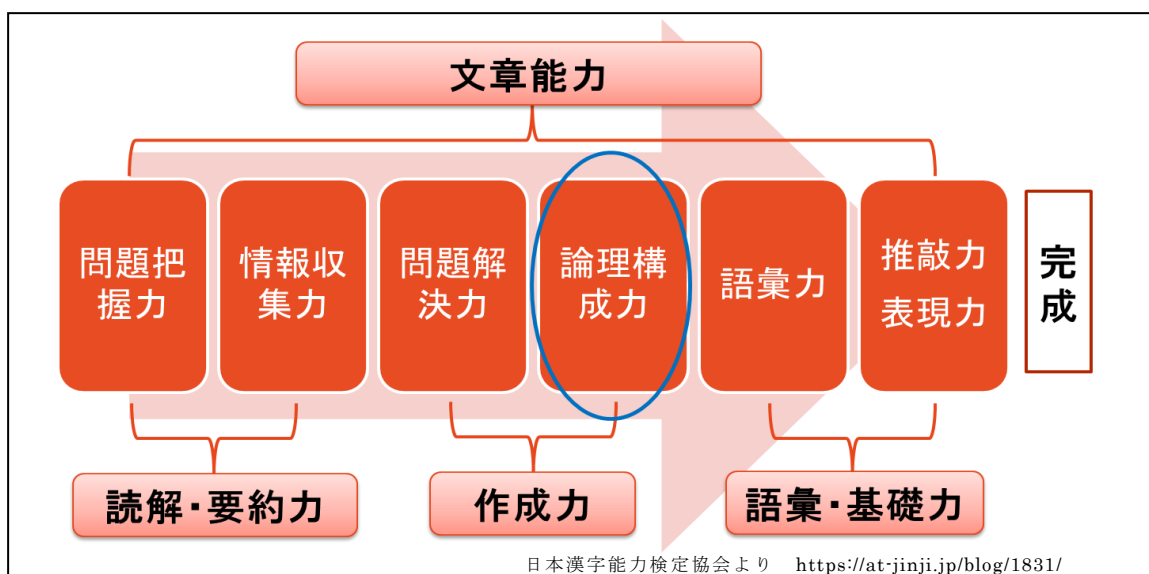 文章能力
問題把
握力
情報収
集力
問題解
決力
論理構
成力
語彙力
推敲力
表現力
完
成
読解・要約力
作成力
語彙・基礎力
日本漢字能力検定協会より https://at-jinji.jp/blog/1831/